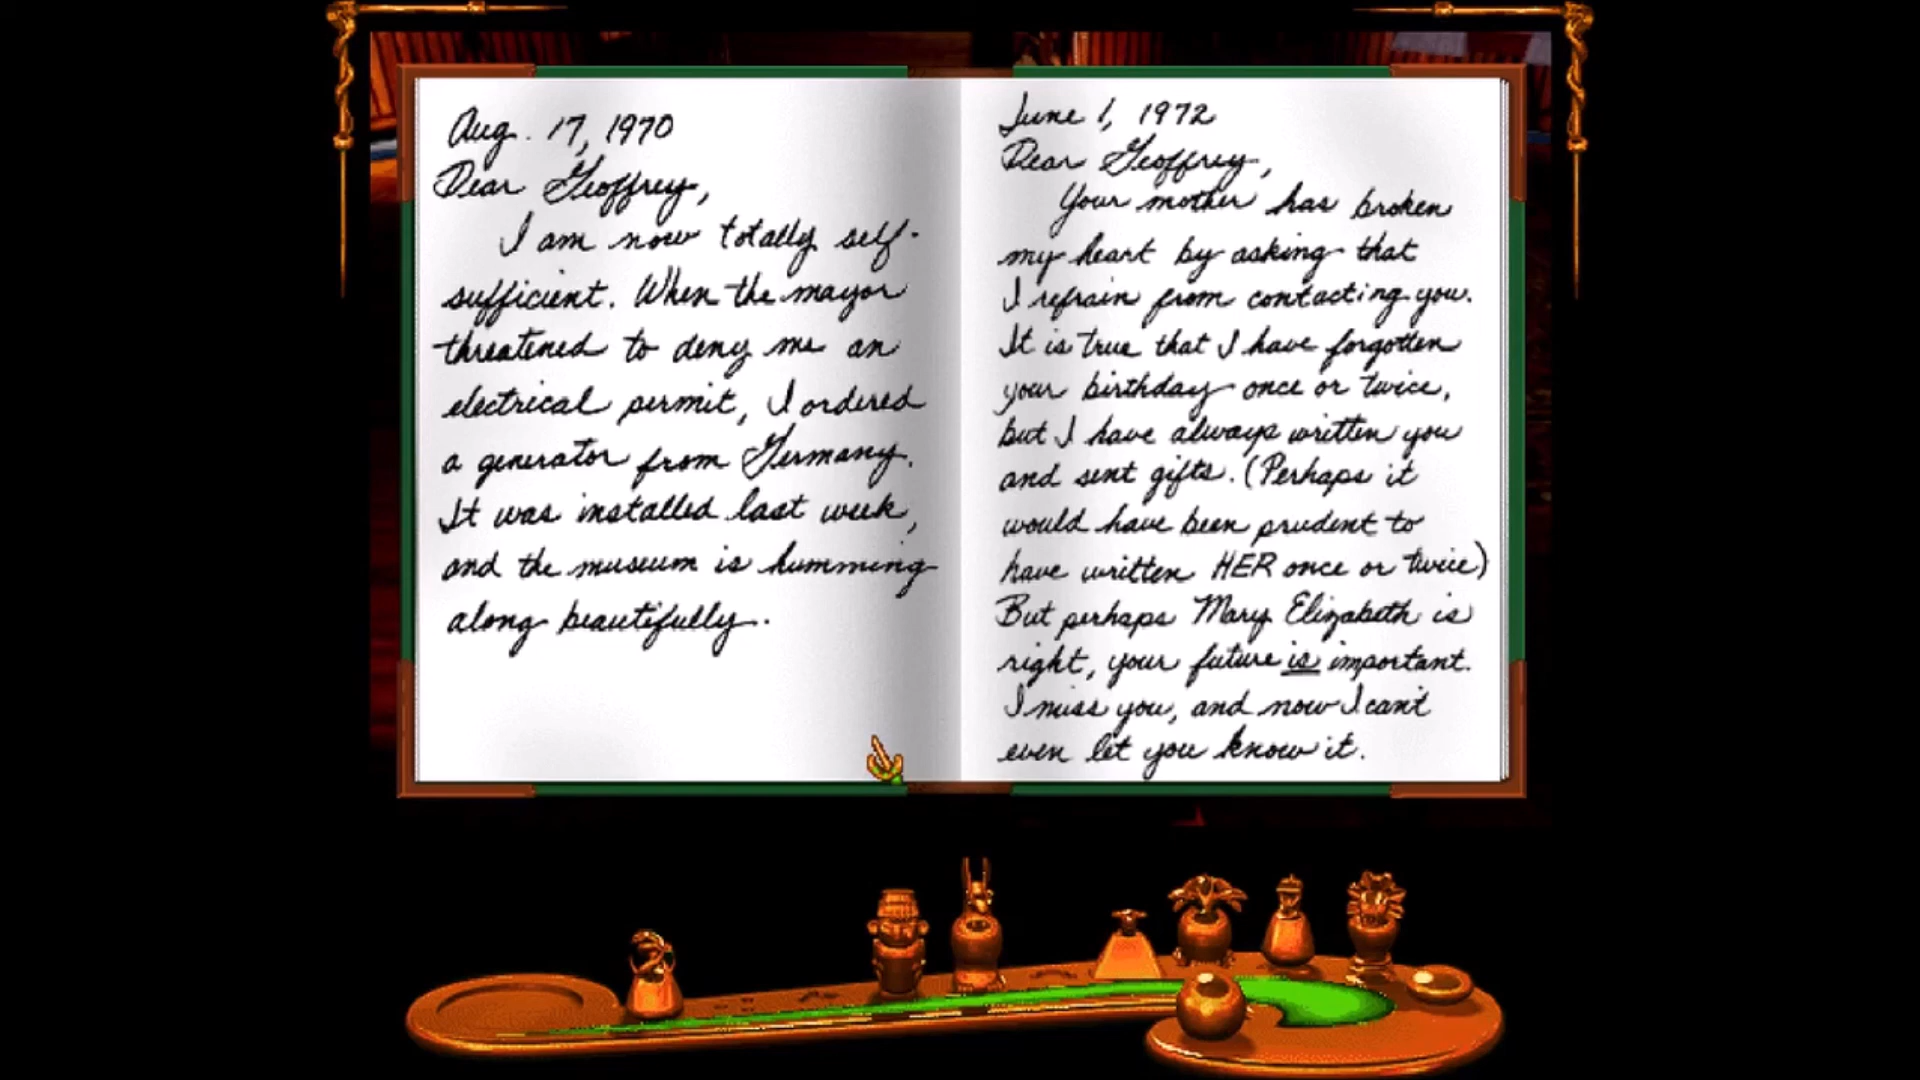 Aug. 17, 1970
Dear Geoffrey,
I am now totally self-
sufficient. When the mayor
threatened to deny me an
electrical permit, I ordered
a generator from Germany.
It was installed last week,
and the museum is humming
along beautifully.
June 1, 1972
Dear Geoffrey,
Your mother has broken
my heart by asking that
I refrain from contacting you.
It is true that I have forgotten
your birthday once or twice,
but I have always written you
and sent gifts. (Perhaps it
would have been prudent to
have written HER once or twice)
But perhaps Mary Elizabeth is
right, your future is important.
I miss you, and now I can't
even let you know it.